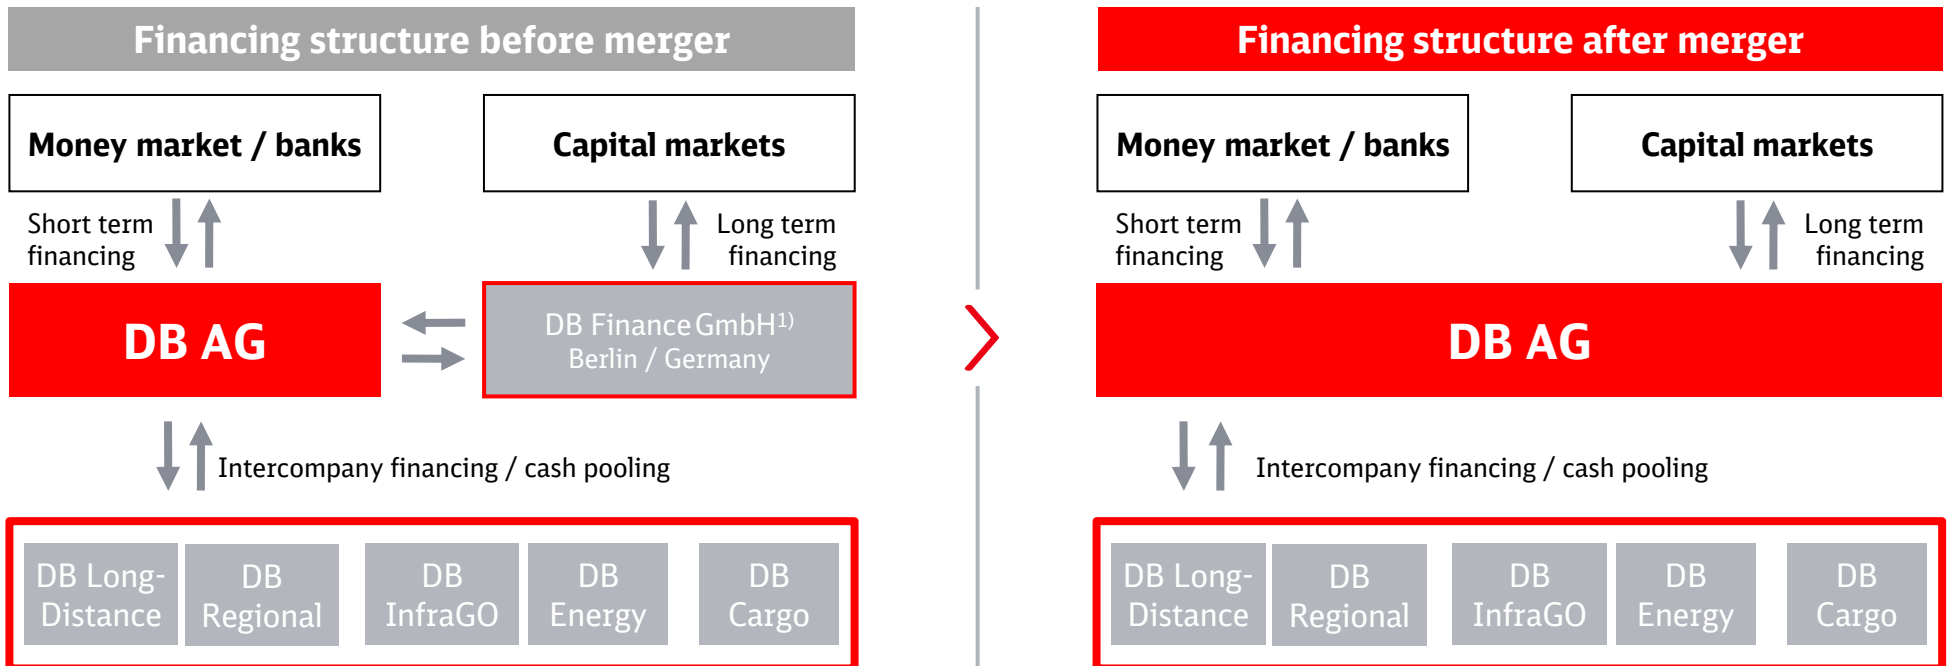 Financing structure before merger
Money market / banks
Capital markets
Short term
financing
Long term
financing
DB AG
DB Finance GmbH1)
Berlin / Germany
Intercompany financing / cash pooling
DB Long-
Distance
DB
Regional
DB
InfraGO
DB
Energy
DB
Cargo
Financing structure after merger
Money market / banks
Capital markets
Short term
financing
Long term
financing
DB AG
Intercompany financing / cash pooling
DB Long-
Distance
DB
Regional
DB
InfraGO
DB
Energy
DB
Cargo